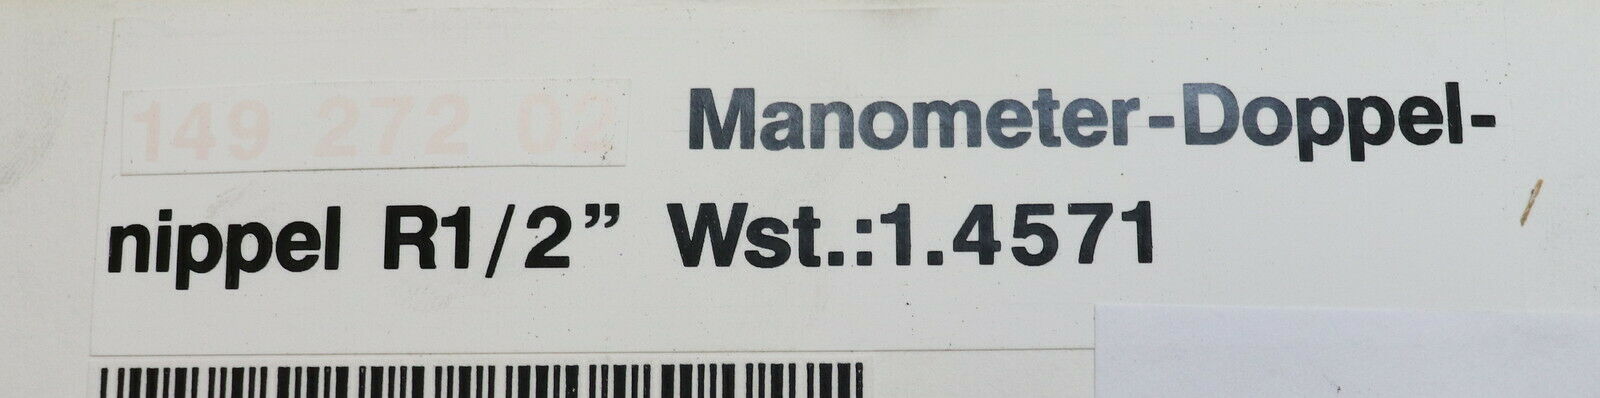 149 272 02 Manometer-Doppel-
nippel R1/2” Wst.:1.4571